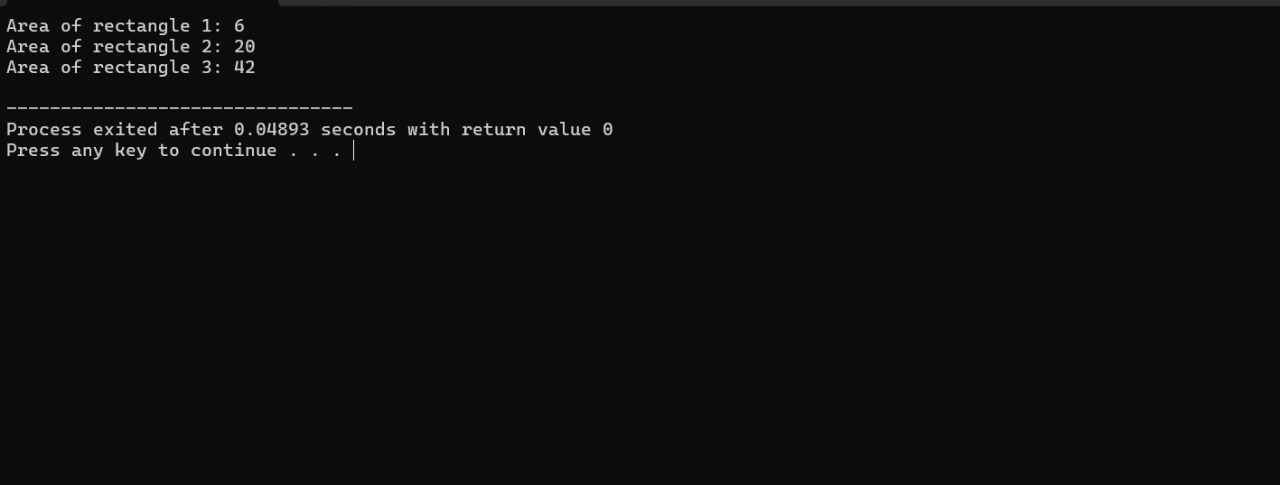 Area of rectangle 1: 6
Area of rectangle 2: 20
Area of rectangle 3: 42
--------------------------------
Process exited after 0.04893 seconds with return value 0
Press any key to continue . . .